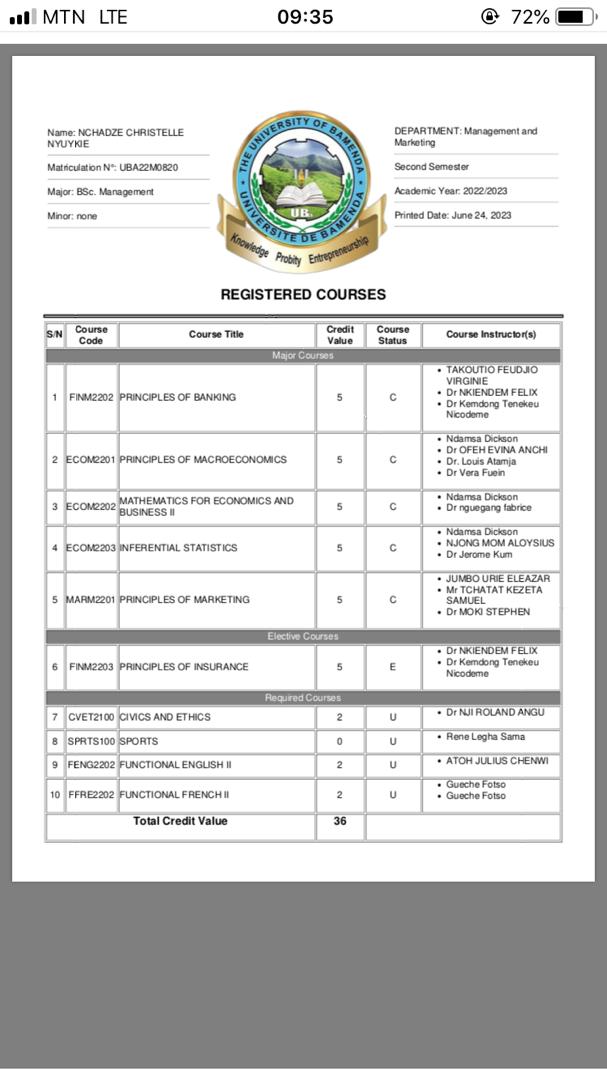 MTN LTE 09:35 72%
Name: NCHADZE CHRISTELLE
NYUYKIE
Matriculation N°: UBA22M0820
Major: BSc. Management
Minor: none
THE UNIVERSITY OF BAMENDA
UB.
UNIVERSITE DE BAMENDA
Knowledge Probity Entrepreneurship
DEPARTMENT: Management and
Marketing
Second Semester
Academic Year: 2022/2023
Printed Date: June 24, 2023
REGISTERED COURSES
S/N Course Code Course Title Credit Value Course Status Course Instructor(s)
Major Courses
1 FINM2202 PRINCIPLES OF BANKING 5 C
• TAKOUTIO FEUDJIO
VIRGINIE
• Dr NKIENDEM FELIX
• Dr Kemdong Tenekeu
Nicodeme
2 ECOM2201 PRINCIPLES OF MACROECONOMICS 5 C
• Ndamsa Dickson
• Dr OFEH EVINA ANCHI
• Dr. Louis Atamja
• Dr Vera Fuein
3 ECOM2202 MATHEMATICS FOR ECONOMICS AND
BUSINESS II 5 C
• Ndamsa Dickson
• Dr nguegang fabrice
4 ECOM2203 INFERENTIAL STATISTICS 5 C
• Ndamsa Dickson
• NJONG MOM ALOYSIUS
• Dr Jerome Kum
5 MARM2201 PRINCIPLES OF MARKETING 5 C
• JUMBO URIE ELEAZAR
• Mr TCHATAT KEZETA
SAMUEL
• Dr MOKI STEPHEN
Elective Courses
6 FINM2203 PRINCIPLES OF INSURANCE 5 E
• Dr NKIENDEM FELIX
• Dr Kemdong Tenekeu
Nicodeme
Required Courses
7 CVET2100 CIVICS AND ETHICS 2 U • Dr NJI ROLAND ANGU
8 SPRTS100 SPORTS 0 U • Rene Legha Sama
9 FENG2202 FUNCTIONAL ENGLISH II 2 U • ATOH JULIUS CHENWI
10 FFRE2202 FUNCTIONAL FRENCH II 2 U
• Gueche Fotso
• Gueche Fotso
Total Credit Value 36